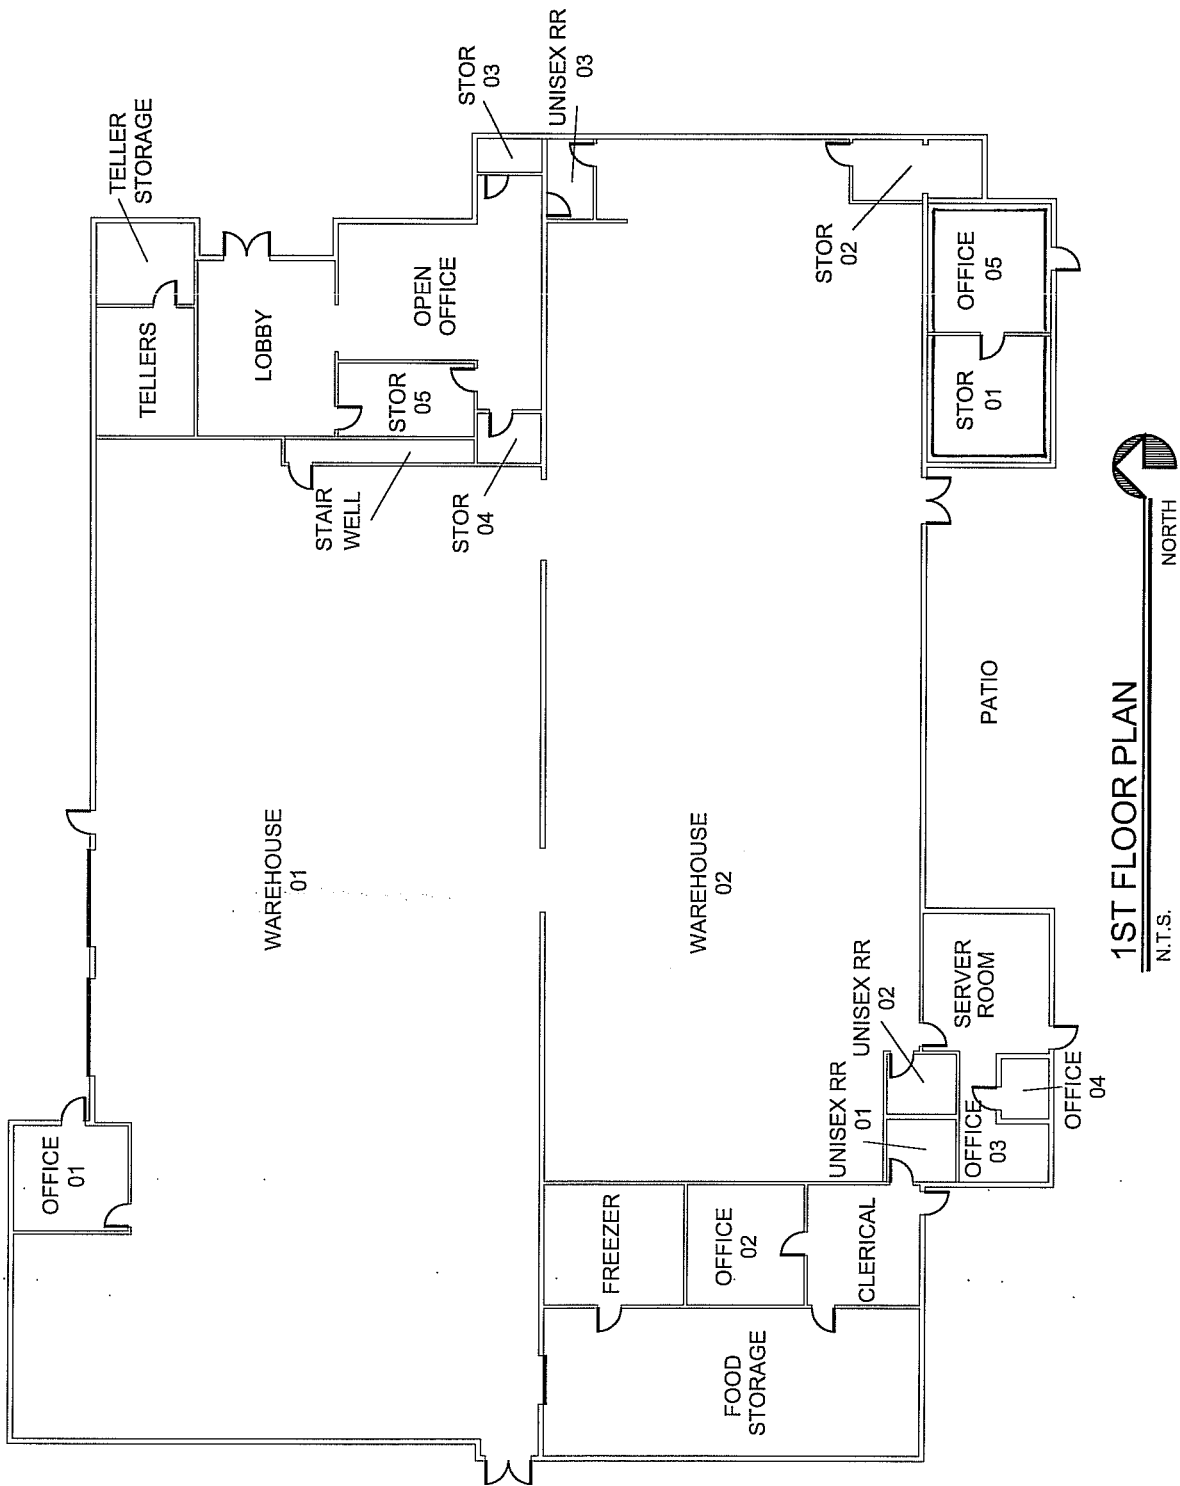 TELLER
STORAGE
STOR
03
UNISEX RR
03
TELLERS
LOBBY
OPEN
OFFICE
STOR
05
STAIR
WELL
STOR
04
STOR
02
OFFICE
05
STOR
01
WAREHOUSE
01
WAREHOUSE
02
PATIO
OFFICE
01
UNISEX RR
02
UNISEX RR
01
SERVER
ROOM
OFFICE
03
OFFICE
04
FREEZER
OFFICE
02
CLERICAL
FOOD
STORAGE
1ST FLOOR PLAN
N.T.S.
NORTH